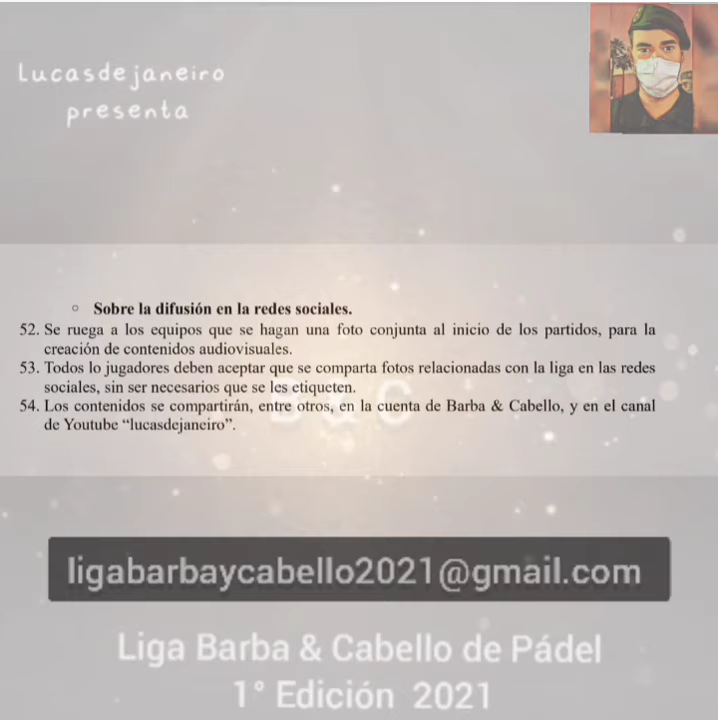 Lucasdejaneiro
presenta
○ Sobre la difusión en la redes sociales.
52. Se ruega a los equipos que se hagan una foto conjunta al inicio de los partidos, para la
creación de contenidos audiovisuales.
53. Todos lo jugadores deben aceptar que se comparta fotos relacionadas con la liga en las redes
sociales, sin ser necesarios que se les etiqueten.
54. Los contenidos se compartirán, entre otros, en la cuenta de Barba & Cabello, y en el canal
de Youtube “lucasdejaneiro”.
B & C
ligabarbaycabello2021@gmail.com
Liga Barba & Cabello de Pádel
1° Edición 2021